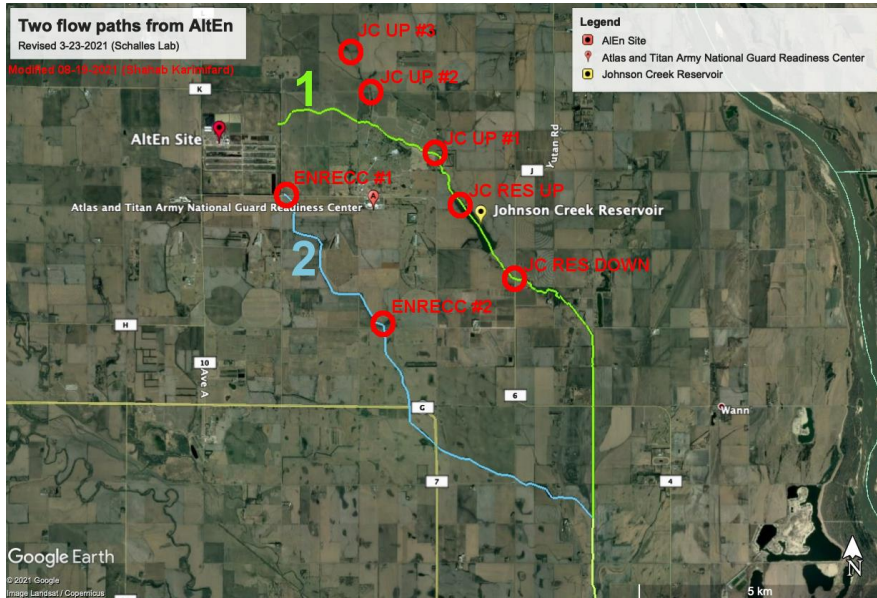 Two flow paths from AltEn
Revised 3-23-2021 (Schalles Lab)
Modified 08-19-2021 (Shahab Karimifard)
Legend
AlEn Site
Atlas and Titan Army National Guard Readiness Center
Johnson Creek Reservoir
JC UP #3
JC UP #2
K
1
AltEn Site
JC UP #1
Yutan Rd
J
ENRECC #1
JC RES UP
Atlas and Titan Army National Guard Readiness Center
Johnson Creek Reservoir
2
JC RES DOWN
ENRECC #2
H
10
Ave A
6
G
Wann
7
4
Google Earth
© 2021 Google
Image Landsat / Copernicus
N
5 km